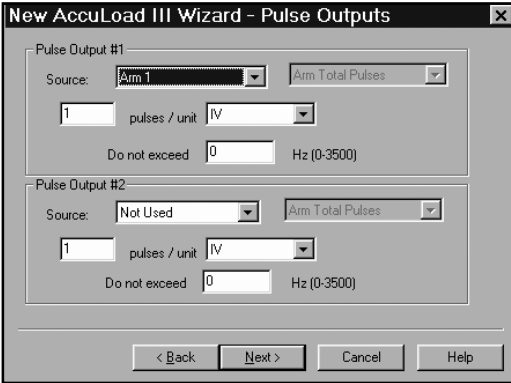 New AccuLoad III Wizard - Pulse Outputs
Pulse Output #1
Source: Arm 1 Arm Total Pulses
1 pulses / unit IV
Do not exceed 0 Hz (0-3500)
Pulse Output #2
Source: Not Used Arm Total Pulses
1 pulses / unit IV
Do not exceed 0 Hz (0-3500)
< Back Next > Cancel Help